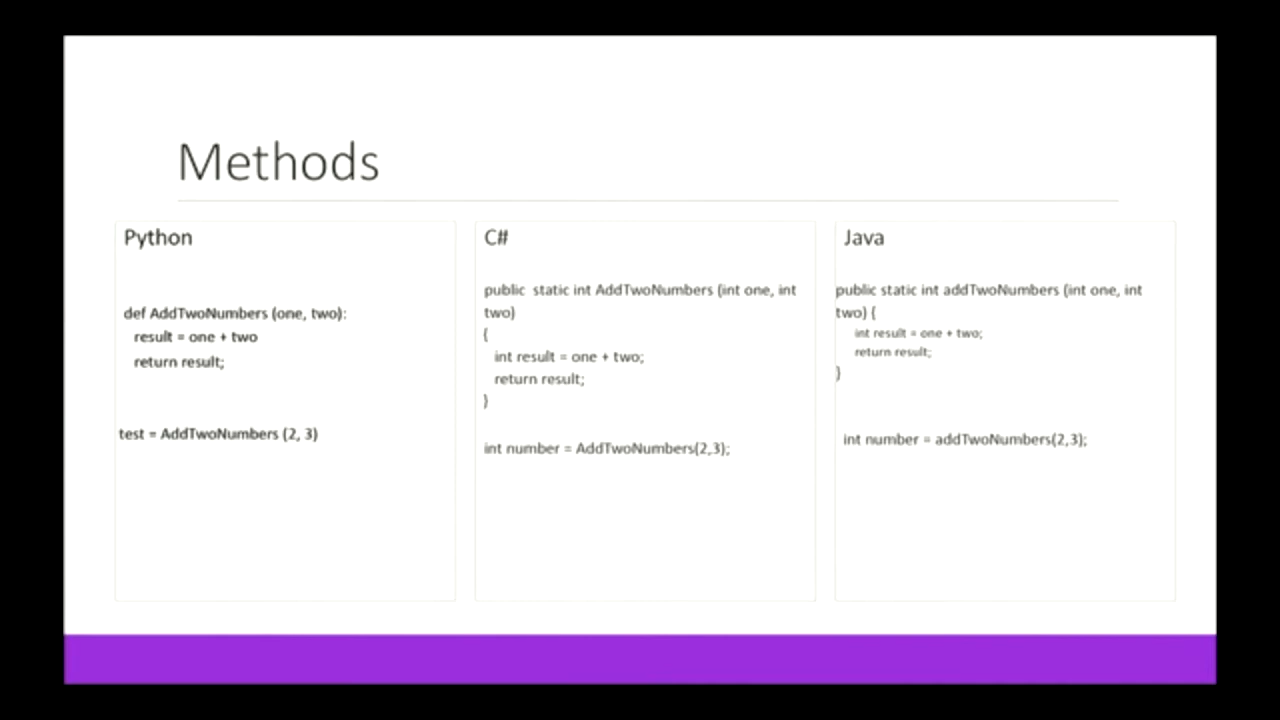 Methods
Python
def AddTwoNumbers (one, two):
result = one + two
return result;
test = AddTwoNumbers (2, 3)
C#
public  static int AddTwoNumbers (int one, int
two)
{
int result = one + two;
return result;
}
int number = AddTwoNumbers(2,3);
Java
public static int addTwoNumbers (int one, int
two) {
int result = one + two;
return result;
}
int number = addTwoNumbers(2,3);